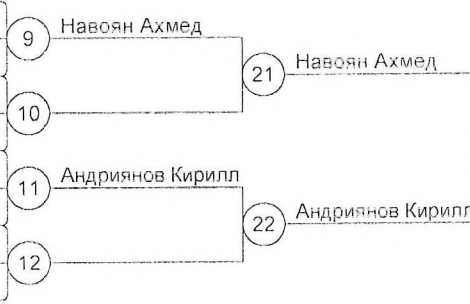 9 Навоян Ахмед
21 Навоян Ахмед
10
11 Андриянов Кирилл
22 Андриянов Кирилл
12